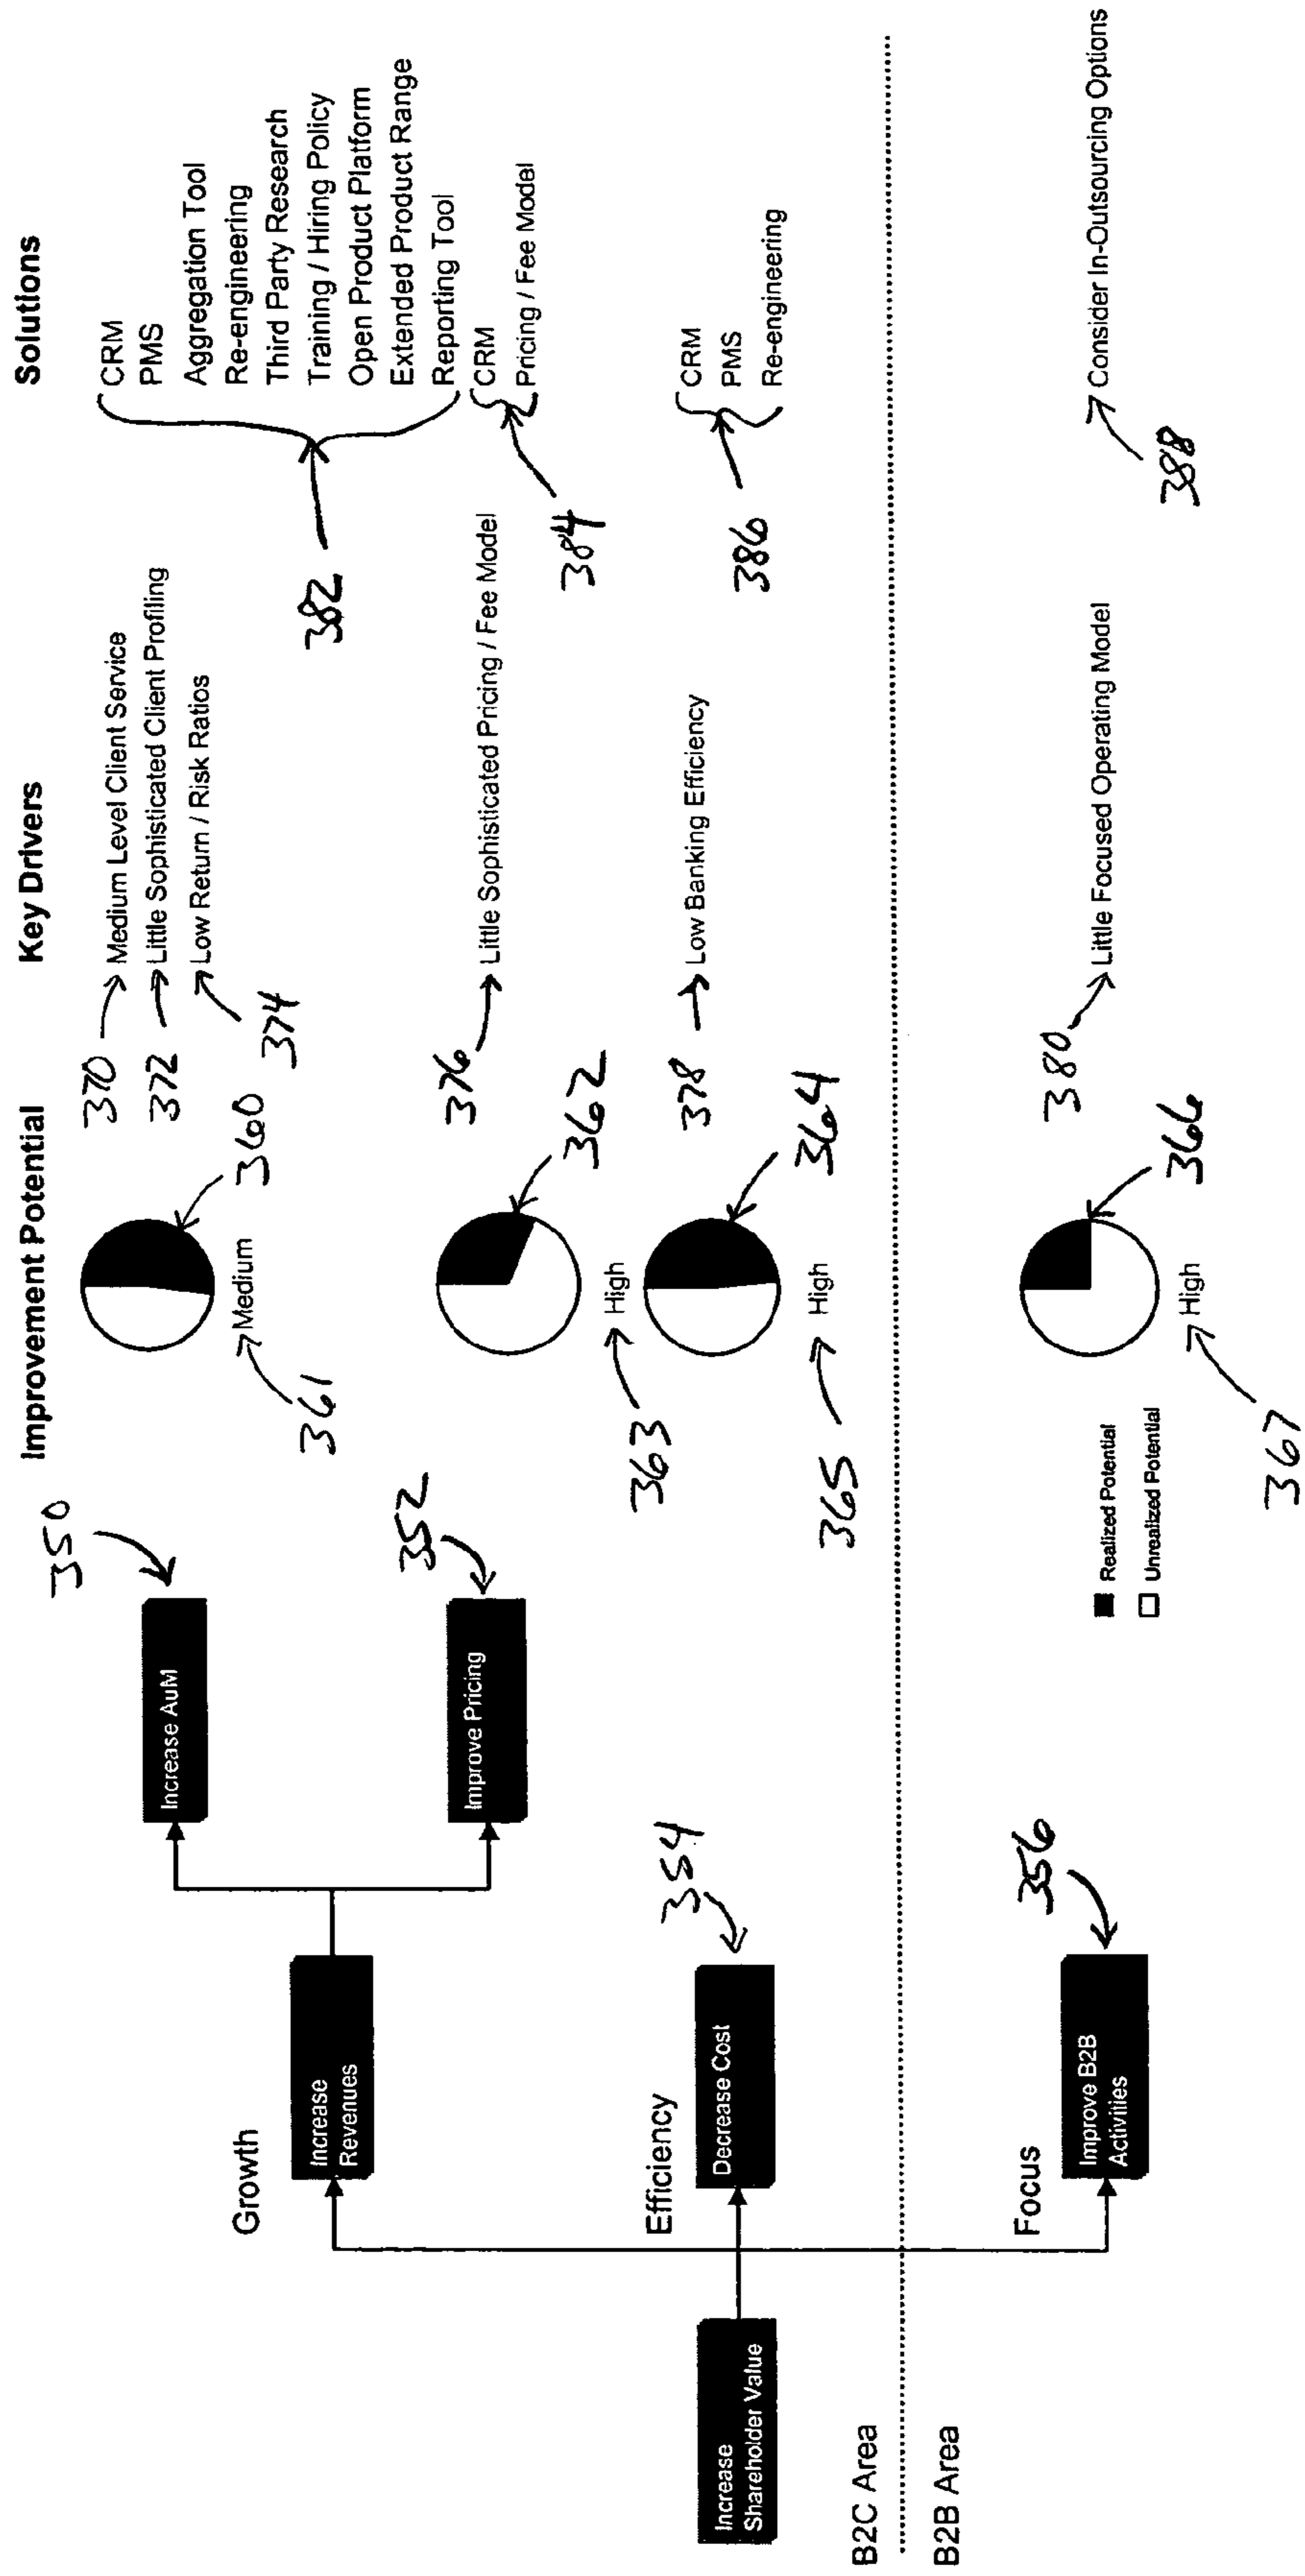 Improvement Potential
Key Drivers
Solutions
Growth
Increase
Revenues
350
Increase AuM
360
361
Medium
370
Medium Level Client Service
372
Little Sophisticated Client Profiling
374
Low Return / Risk Ratios
382
CRM
PMS
Aggregation Tool
Re-engineering
Third Party Research
Training / Hiring Policy
Open Product Platform
Extended Product Range
Reporting Tool
352
Improve Pricing
362
363
High
376
Little Sophisticated Pricing / Fee Model
384
CRM
Pricing / Fee Model
Increase
Shareholder Value
Efficiency
354
Decrease Cost
364
365
High
378
Low Banking Efficiency
386
CRM
PMS
Re-engineering
B2C Area
B2B Area
Focus
356
Improve B2B
Activities
Realized Potential
Unrealized Potential
366
367
High
380
Little Focused Operating Model
388
Consider In-Outsourcing Options